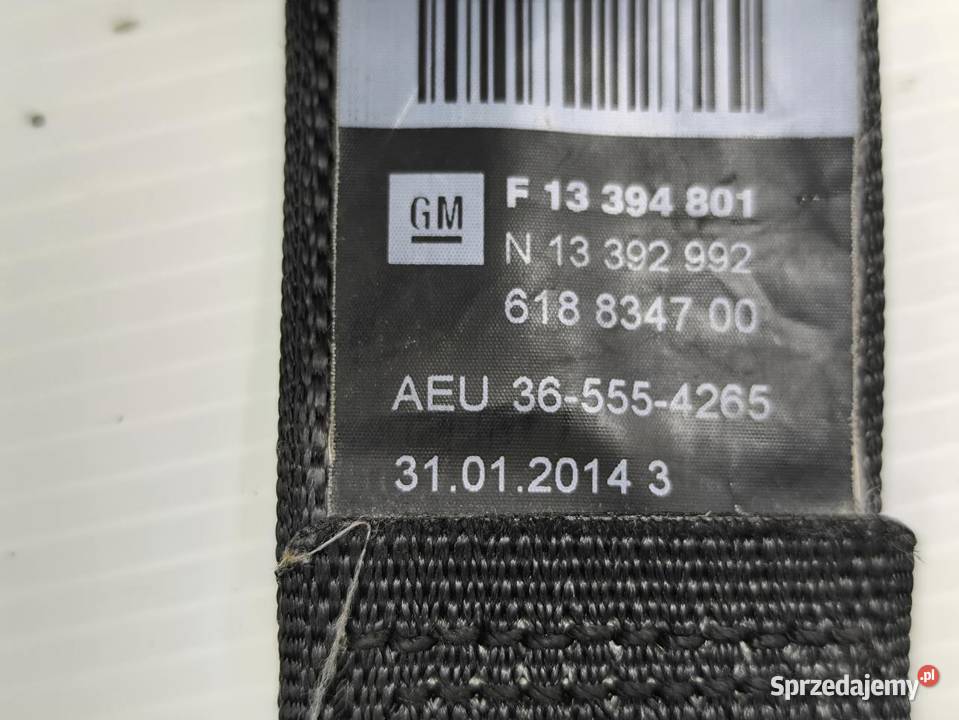 GM
F 13 394 801
N 13 392 992
618 8347 00
AEU 36-555-4265
31.01.2014 3
Sprzedajemy.pl